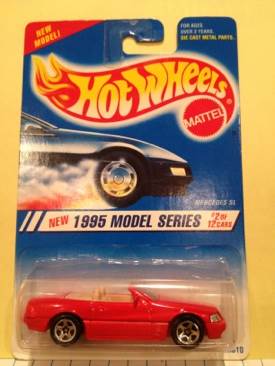 NEW
MODEL!
FOR AGES
OVER 3 YEARS.
DIE CAST METAL PARTS.
HOT WHEELS
MATTEL
MERCEDES SL
NEW 1995 MODEL SERIES #2 OF
12 CARS